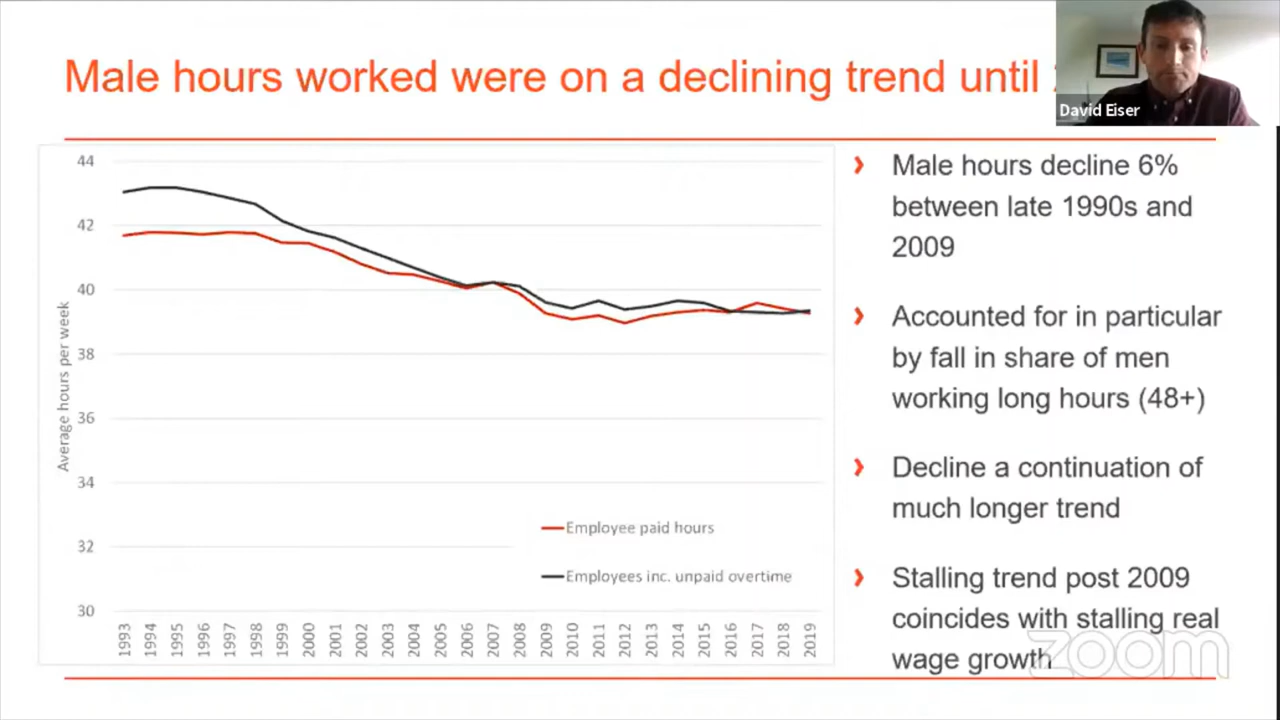 Male hours worked were on a declining trend until
David Eiser
44
42
40
38
36
34
32
30
Average hours per week
Employee paid hours
Employees inc. unpaid overtime
1993 1994 1995 1996 1997 1998 1999 2000 2001 2002 2003 2004 2005 2006 2007 2008 2009 2010 2011 2012 2013 2014 2015 2016 2017 2018 2019
Male hours decline 6%
between late 1990s and
2009
Accounted for in particular
by fall in share of men
working long hours (48+)
Decline a continuation of
much longer trend
Stalling trend post 2009
coincides with stalling real
wage growth
zoom